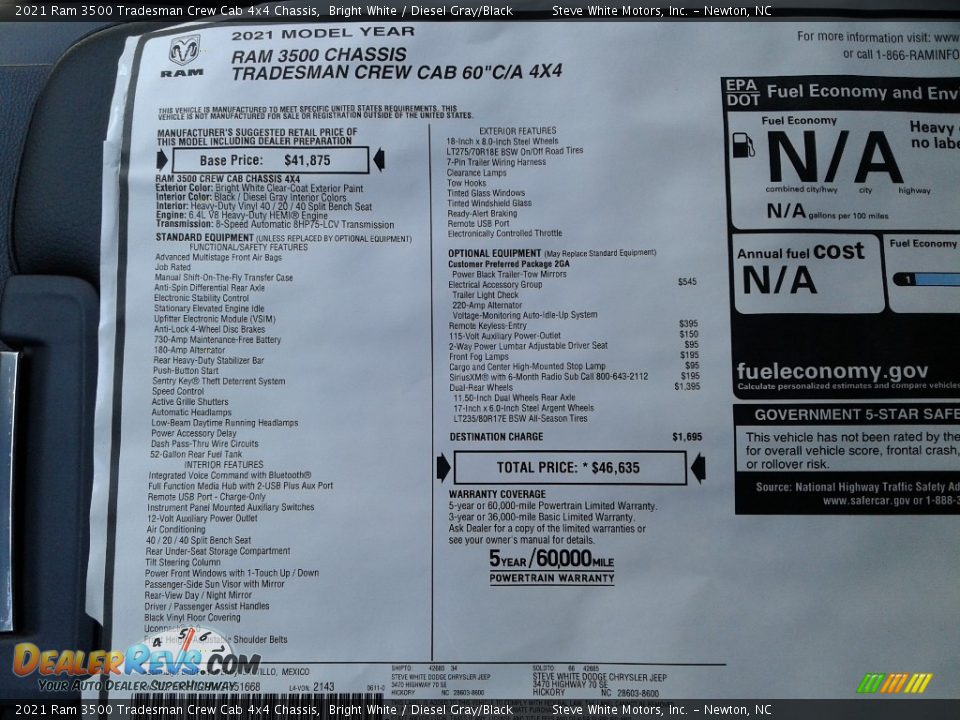 2021 Ram 3500 Tradesman Crew Cab 4x4 Chassis, Bright White / Diesel Gray/Black Steve White Motors, Inc. – Newton, NC
RAM
2021 MODEL YEAR
RAM 3500 CHASSIS
TRADESMAN CREW CAB 60"C/A 4X4
For more information visit: www.
or call 1-866-RAMINFO
THIS VEHICLE IS MANUFACTURED TO MEET SPECIFIC UNITED STATES REQUIREMENTS. THIS
VEHICLE IS NOT MANUFACTURED FOR SALE OR REGISTRATION OUTSIDE OF THE UNITED STATES.
MANUFACTURER'S SUGGESTED RETAIL PRICE OF
THIS MODEL INCLUDING DEALER PREPARATION
Base Price: $41,875
RAM 3500 CREW CAB CHASSIS 4X4
Exterior Color: Bright White Clear-Coat Exterior Paint
Interior Color: Black / Diesel Gray Interior Colors
Interior: Heavy-Duty Vinyl 40 / 20 / 40 Split Bench Seat
Engine: 6.4L V8 Heavy-Duty HEMI® Engine
Transmission: 8-Speed Automatic 8HP75-LCV Transmission
STANDARD EQUIPMENT (UNLESS REPLACED BY OPTIONAL EQUIPMENT)
FUNCTIONAL/SAFETY FEATURES
Advanced Multistage Front Air Bags
Job Rated
Manual Shift-On-The-Fly Transfer Case
Anti-Spin Differential Rear Axle
Electronic Stability Control
Stationary Elevated Engine Idle
Upfitter Electronic Module (VSIM)
Anti-Lock 4-Wheel Disc Brakes
730-Amp Maintenance-Free Battery
180-Amp Alternator
Rear Heavy-Duty Stabilizer Bar
Push-Button Start
Sentry Key® Theft Deterrent System
Speed Control
Active Grille Shutters
Automatic Headlamps
Low-Beam Daytime Running Headlamps
Power Accessory Delay
Dash Pass-Thru Wire Circuits
52-Gallon Rear Fuel Tank
INTERIOR FEATURES
Integrated Voice Command with Bluetooth®
Full Function Media Hub with 2-USB Plus Aux Port
Remote USB Port - Charge-Only
Instrument Panel Mounted Auxiliary Switches
12-Volt Auxiliary Power Outlet
Air Conditioning
40 / 20 / 40 Split Bench Seat
Rear Under-Seat Storage Compartment
Tilt Steering Column
Power Front Windows with 1-Touch Up / Down
Passenger-Side Sun Visor with Mirror
Rear-View Day / Night Mirror
Driver / Passenger Assist Handles
Black Vinyl Floor Covering
Shoulder Belts
EXTERIOR FEATURES
18-Inch x 8.0-Inch Steel Wheels
LT275/70R18E BSW On/Off Road Tires
7-Pin Trailer Wiring Harness
Clearance Lamps
Tow Hooks
Tinted Glass Windows
Tinted Windshield Glass
Ready-Alert Braking
Remote USB Port
Electronically Controlled Throttle
OPTIONAL EQUIPMENT (May Replace Standard Equipment)
Customer Preferred Package 2GA
Power Black Trailer-Tow Mirrors
Electrical Accessory Group $545
Trailer Light Check
220-Amp Alternator
Voltage-Monitoring Auto-Idle-Up System
Remote Keyless-Entry $395
115-Volt Auxiliary Power-Outlet $150
2-Way Power Lumbar Adjustable Driver Seat $95
Front Fog Lamps $195
Cargo and Center High-Mounted Stop Lamp $95
SiriusXM® with 6-Month Radio Sub Call 800-643-2112 $195
Dual-Rear Wheels $1,395
11.50-Inch Dual Wheels Rear Axle
17-Inch x 6.0-Inch Steel Argent Wheels
LT235/80R17E BSW All-Season Tires
DESTINATION CHARGE $1,695
TOTAL PRICE: * $46,635
WARRANTY COVERAGE
5-year or 60,000-mile Powertrain Limited Warranty.
3-year or 36,000-mile Basic Limited Warranty.
Ask Dealer for a copy of the limited warranties or
see your owner's manual for details.
5YEAR/60,000MILE
POWERTRAIN WARRANTY
EPA
DOT
Fuel Economy and Envi
Fuel Economy
N/A
combined city/hwy city highway
N/A gallons per 100 miles
Heavy
no labe
Annual fuel cost
N/A
Fuel Economy
1
fueleconomy.gov
Calculate personalized estimates and compare vehicles
GOVERNMENT 5-STAR SAFE
This vehicle has not been rated by the
for overall vehicle score, frontal crash,
or rollover risk.
Source: National Highway Traffic Safety Ad
www.safercar.gov or 1-888-3
MEXICO
51668
L4-VON: 2143
0611-0
SHIPTO: 42683 34
STEVE WHITE DODGE CHRYSLER JEEP
3470 HIGHWAY 70 SE
HICKORY NC 28603-8600
SOLDTO: 66 42685
STEVE WHITE DODGE CHRYSLER JEEP
3470 HIGHWAY 70 SE
HICKORY NC 28603-8600
4 5 6
DEALERREVS.COM
Your Auto Dealer SuperHighway
2021 Ram 3500 Tradesman Crew Cab 4x4 Chassis, Bright White / Diesel Gray/Black Steve White Motors, Inc. – Newton, NC